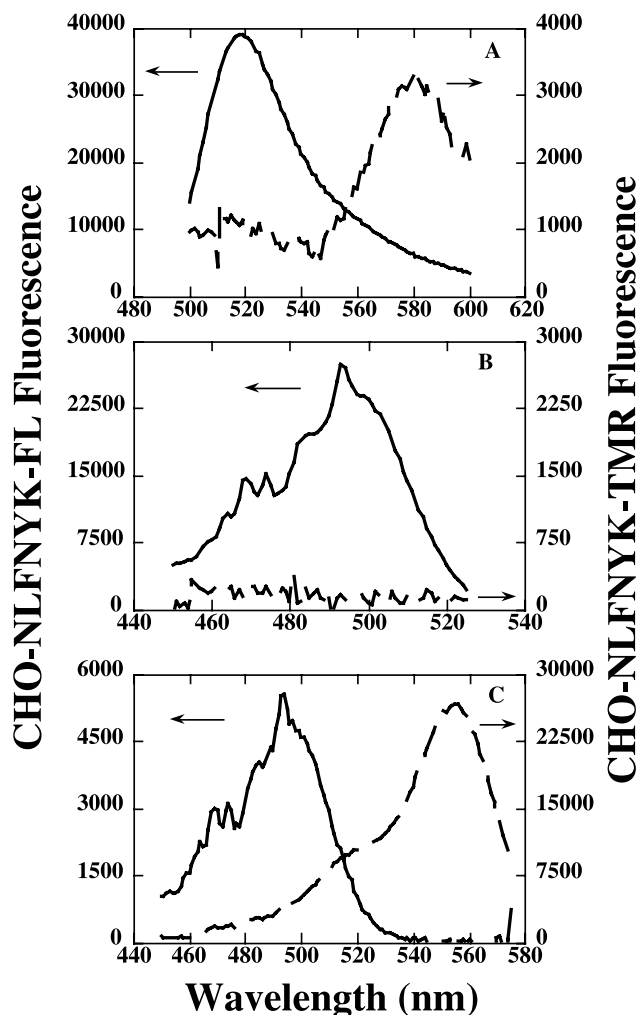 CHO-NLFNYK-FL Fluorescence
CHO-NLFNYK-TMR Fluorescence
A
40000 4000
30000 3000
20000 2000
10000 1000
0 0
480 500 520 540 560 580 600 620
B
30000 3000
22500 2250
15000 1500
7500 750
0 0
440 460 480 500 520 540
C
6000 30000
4500 22500
3000 15000
1500 7500
0 0
440 460 480 500 520 540 560 580
Wavelength (nm)